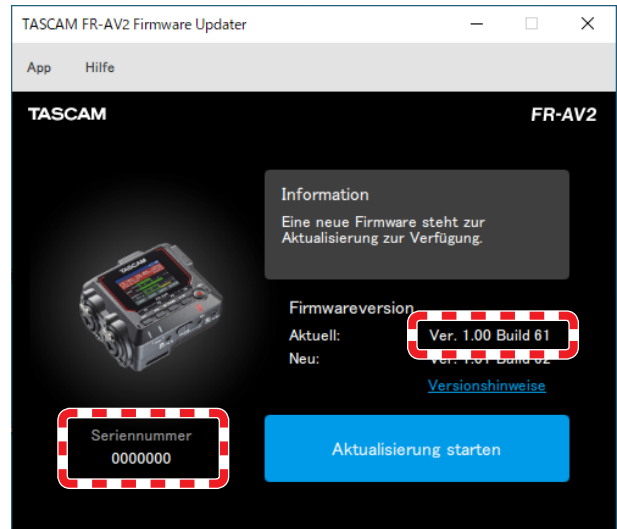 TASCAM FR-AV2 Firmware Updater
App Hilfe
TASCAM FR-AV2
Information
Eine neue Firmware steht zur
Aktualisierung zur Verfügung.
Firmwareversion
Aktuell: Ver. 1.00 Build 61
Neu:
Versionshinweise
Seriennummer
0000000
Aktualisierung starten